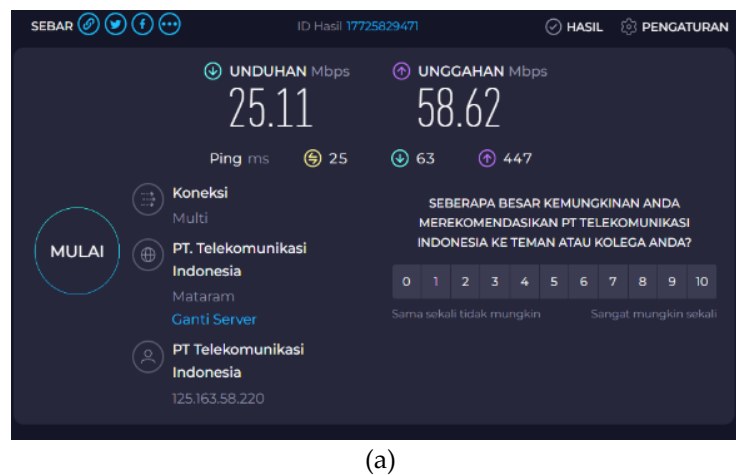 SEBAR ID Hasil 17725829471 HASIL PENGATURAN
UNDUHAN Mbps UNGGAHAN Mbps
25.11 58.62
Ping ms 25 63 447
Koneksi
Multi
PT. Telekomunikasi
Indonesia
Mataram
Ganti Server
PT Telekomunikasi
Indonesia
125.163.58.220
MULAI
SEBERAPA BESAR KEMUNGKINAN ANDA
MEREKOMENDASIKAN PT TELEKOMUNIKASI
INDONESIA KE TEMAN ATAU KOLEGA ANDA?
0 1 2 3 4 5 6 7 8 9 10
Sama sekali tidak mungkin Sangat mungkin sekali
(a)